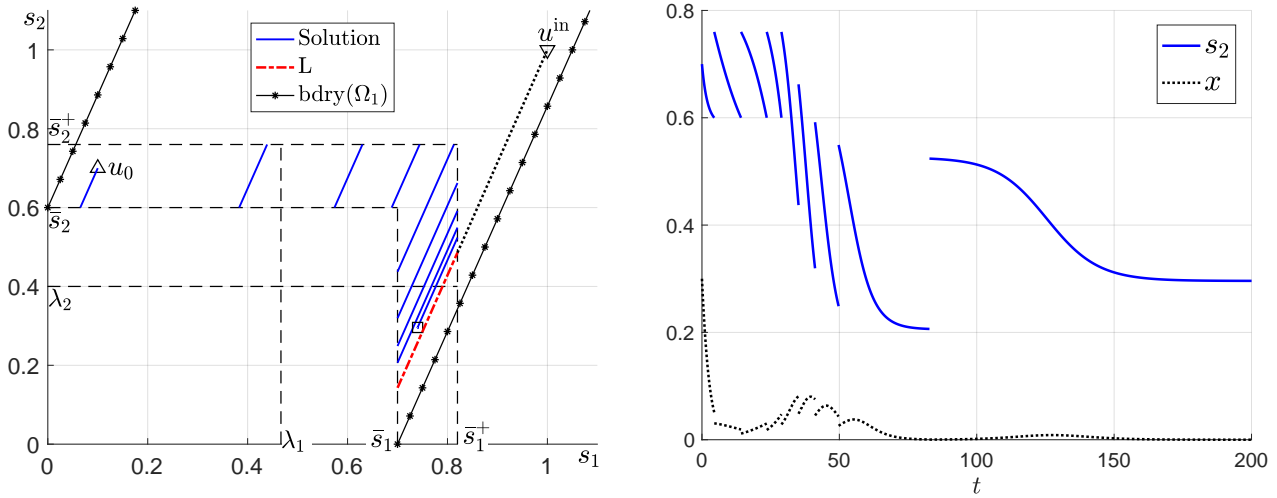 s₂
1
0.8
0.6
0.4
0.2
0
s̅₂⁺
u₀
s̅₂
λ₂
Solution
L
bdry(Ω₁)
uⁱⁿ
λ₁
s̅₁
s̅₁⁺
0 0.2 0.4 0.6 0.8 1
s₁
0.8
0.6
0.4
0.2
0
s₂
x
0 50 100 150 200
t